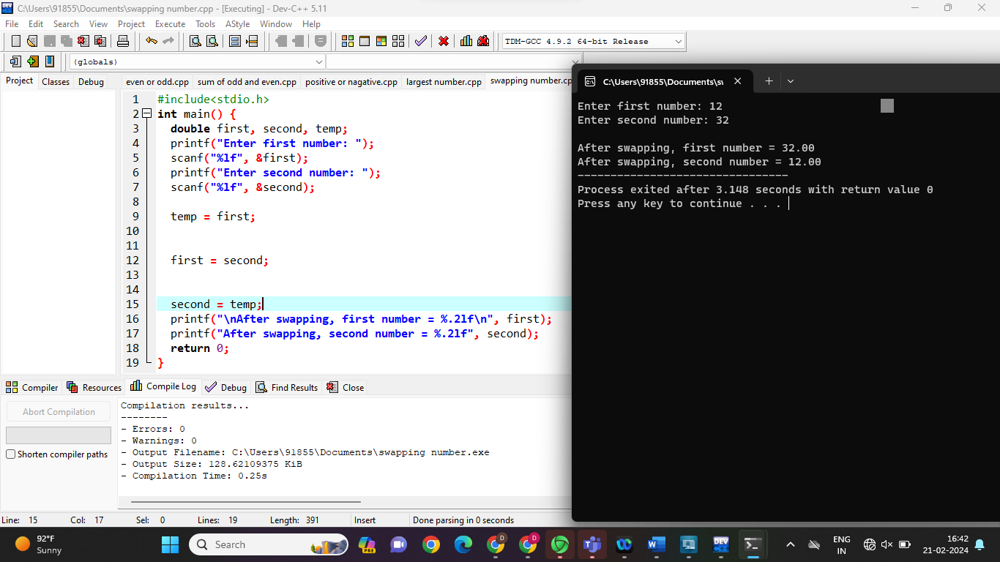 C:\Users\91855\Documents\swapping number.cpp - [Executing] - Dev-C++ 5.11
File Edit Search View Project Execute Tools AStyle Window Help
TDM-GCC 4.9.2 64-bit Release
(globals)
Project Classes Debug
even or odd.cpp sum of odd and even.cpp positive or nagative.cpp largest number.cpp swapping number.cp
1 #include<stdio.h>
2 int main() {
3 double first, second, temp;
4 printf("Enter first number: ");
5 scanf("%lf", &first);
6 printf("Enter second number: ");
7 scanf("%lf", &second);
8
9 temp = first;
10
11
12 first = second;
13
14
15 second = temp;
16 printf("\nAfter swapping, first number = %.2lf\n", first);
17 printf("After swapping, second number = %.2lf", second);
18 return 0;
19 }
C:\Users\91855\Documents\sw
Enter first number: 12
Enter second number: 32
After swapping, first number = 32.00
After swapping, second number = 12.00
--------------------------------
Process exited after 3.148 seconds with return value 0
Press any key to continue . . .
Compiler Resources Compile Log Debug Find Results Close
Abort Compilation
Shorten compiler paths
Compilation results...
--------
- Errors: 0
- Warnings: 0
- Output Filename: C:\Users\91855\Documents\swapping number.exe
- Output Size: 128.62109375 KiB
- Compilation Time: 0.25s
Line: 15 Col: 17 Sel: 0 Lines: 19 Length: 391 Insert Done parsing in 0 seconds
92°F
Sunny
Search
PRE
D
D
DEV
ENG
IN
16:42
21-02-2024